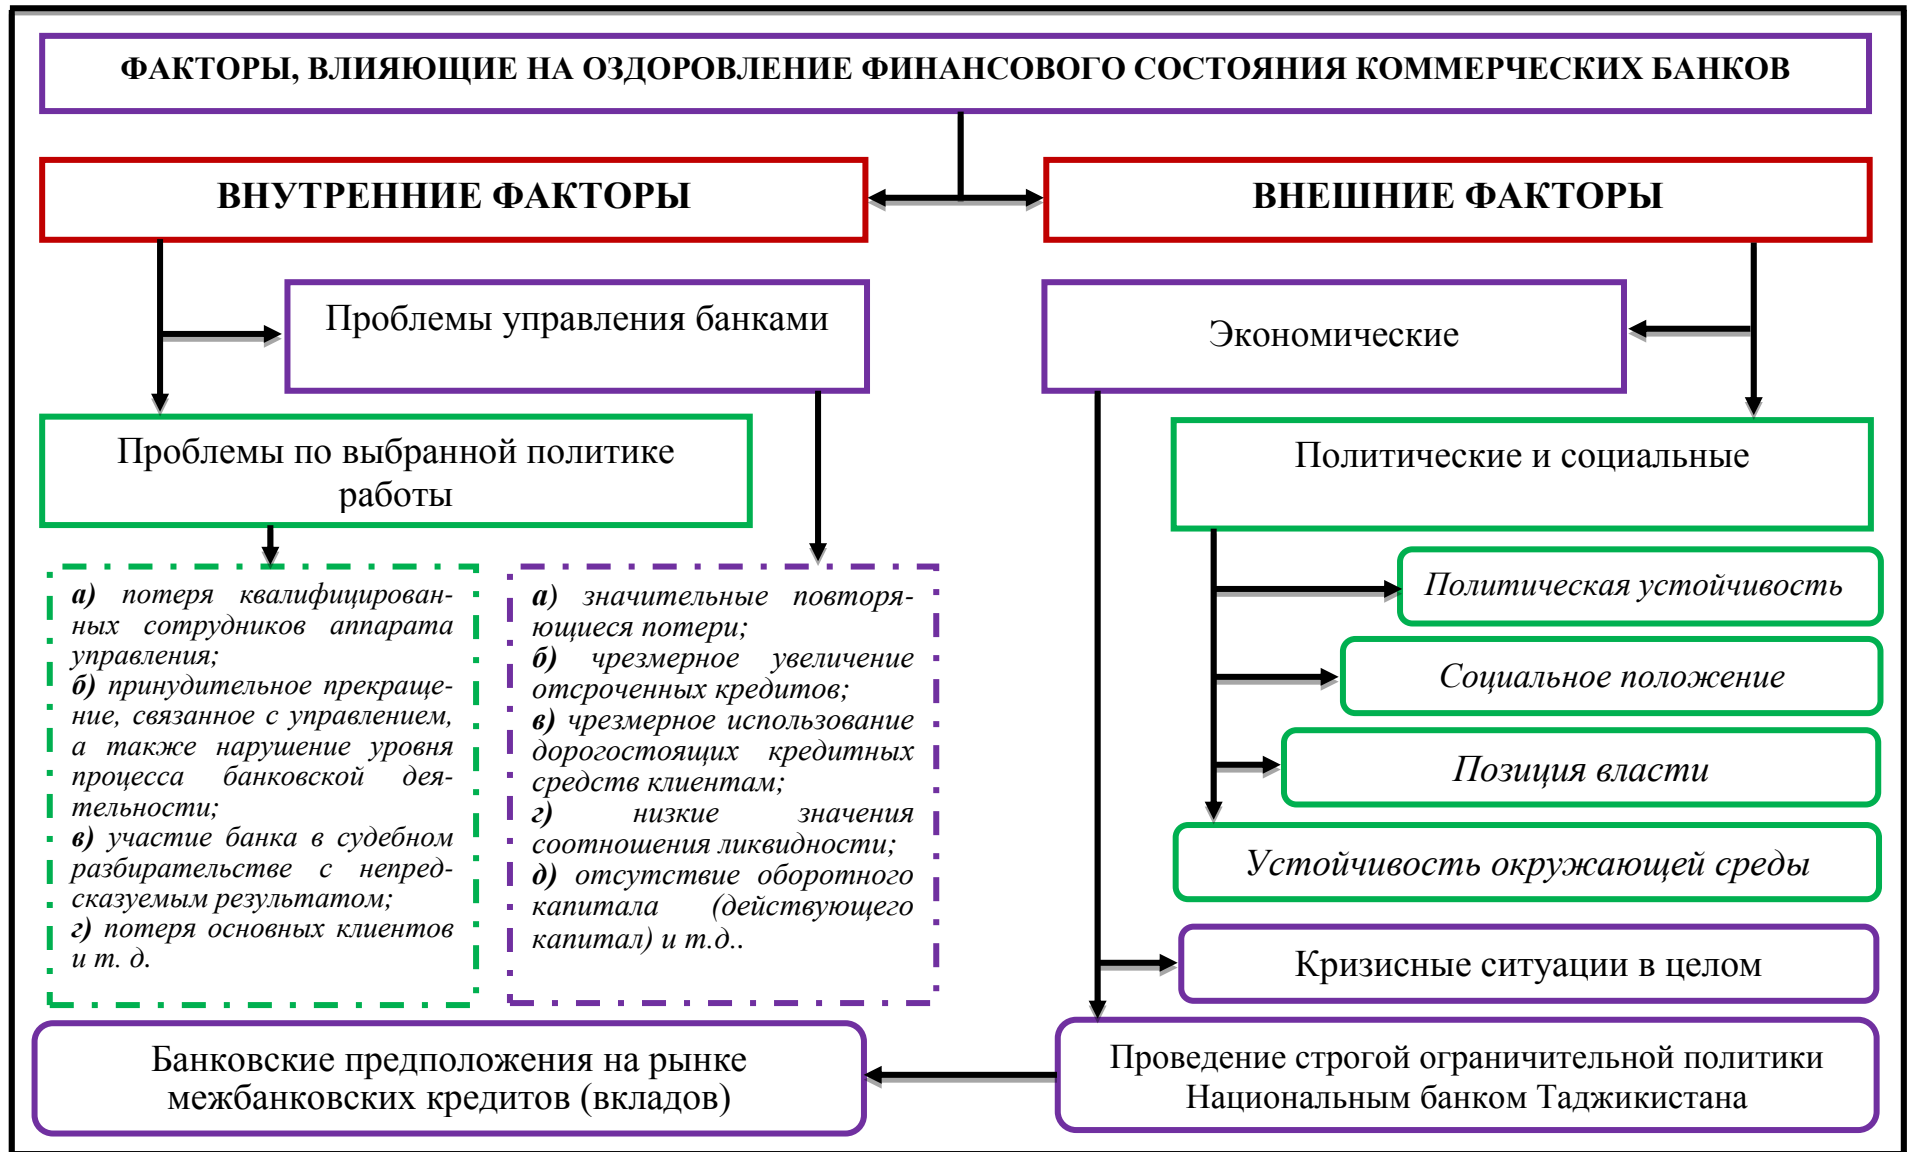 ФАКТОРЫ, ВЛИЯЮЩИЕ НА ОЗДОРОВЛЕНИЕ ФИНАНСОВОГО СОСТОЯНИЯ КОММЕРЧЕСКИХ БАНКОВ
ВНУТРЕННИЕ ФАКТОРЫ
ВНЕШНИЕ ФАКТОРЫ
Проблемы управления банками
Экономические
Проблемы по выбранной политике
работы
Политические и социальные
а) потеря квалифицирован-
ных сотрудников аппарата
управления;
б) принудительное прекраще-
ние, связанное с управлением,
а также нарушение уровня
процесса банковской дея-
тельности;
в) участие банка в судебном
разбирательстве с непред-
сказуемым результатом;
г) потеря основных клиентов
и т. д.
а) значительные повторя-
ющиеся потери;
б) чрезмерное увеличение
отсроченных кредитов;
в) чрезмерное использование
дорогостоящих кредитных
средств клиентам;
г) низкие значения
соотношения ликвидности;
д) отсутствие оборотного
капитала (действующего
капитал) и т.д..
Политическая устойчивость
Социальное положение
Позиция власти
Устойчивость окружающей среды
Кризисные ситуации в целом
Банковские предположения на рынке
межбанковских кредитов (вкладов)
Проведение строгой ограничительной политики
Национальным банком Таджикистана